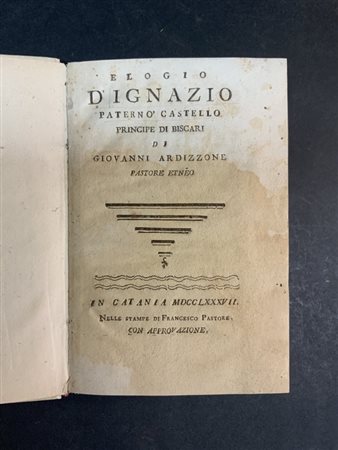 ELOGIO
D'IGNAZIO
PATERNO' CASTELLO
PRINCIPE DI BISCARI
DI
GIOVANNI ARDIZZONE
PASTORE ETNÈO
IN CATANIA MDCCLXXXVII.
NELLE STAMPE DI FRANCESCO PASTORE,
CON APPROVAZIONE.